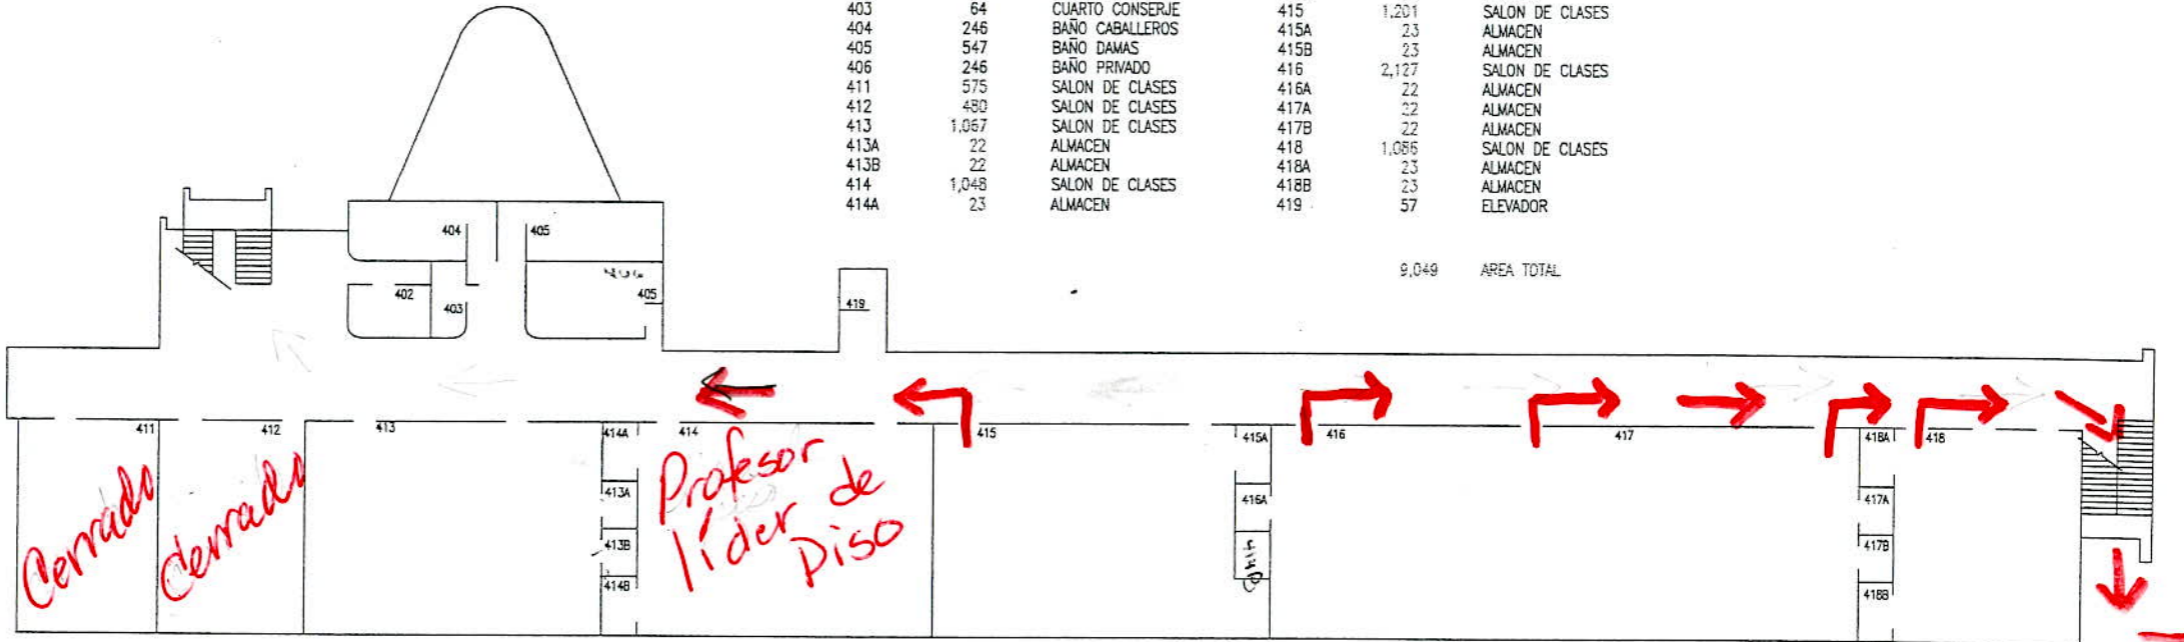 403 64 CUARTO CONSERJE 415 1,201 SALON DE CLASES
404 246 BAÑO CABALLEROS 415A 23 ALMACEN
405 547 BAÑO DAMAS 415B 23 ALMACEN
406 246 BAÑO PRIVADO 416 2,127 SALON DE CLASES
411 575 SALON DE CLASES 416A 22 ALMACEN
412 480 SALON DE CLASES 417A 22 ALMACEN
413 1,067 SALON DE CLASES 417B 22 ALMACEN
413A 22 ALMACEN 418 1,086 SALON DE CLASES
413B 22 ALMACEN 418A 23 ALMACEN
414 1,048 SALON DE CLASES 418B 23 ALMACEN
414A 23 ALMACEN 419 57 ELEVADOR
9,049 AREA TOTAL
404 405
402 403 405 419
411 412 413 414A 414 415 415A 416 417 418A 418
413A 416A 417A
413B 417B
414B 418B
Cerrado
Cerrado
Profesor
líder de
Piso